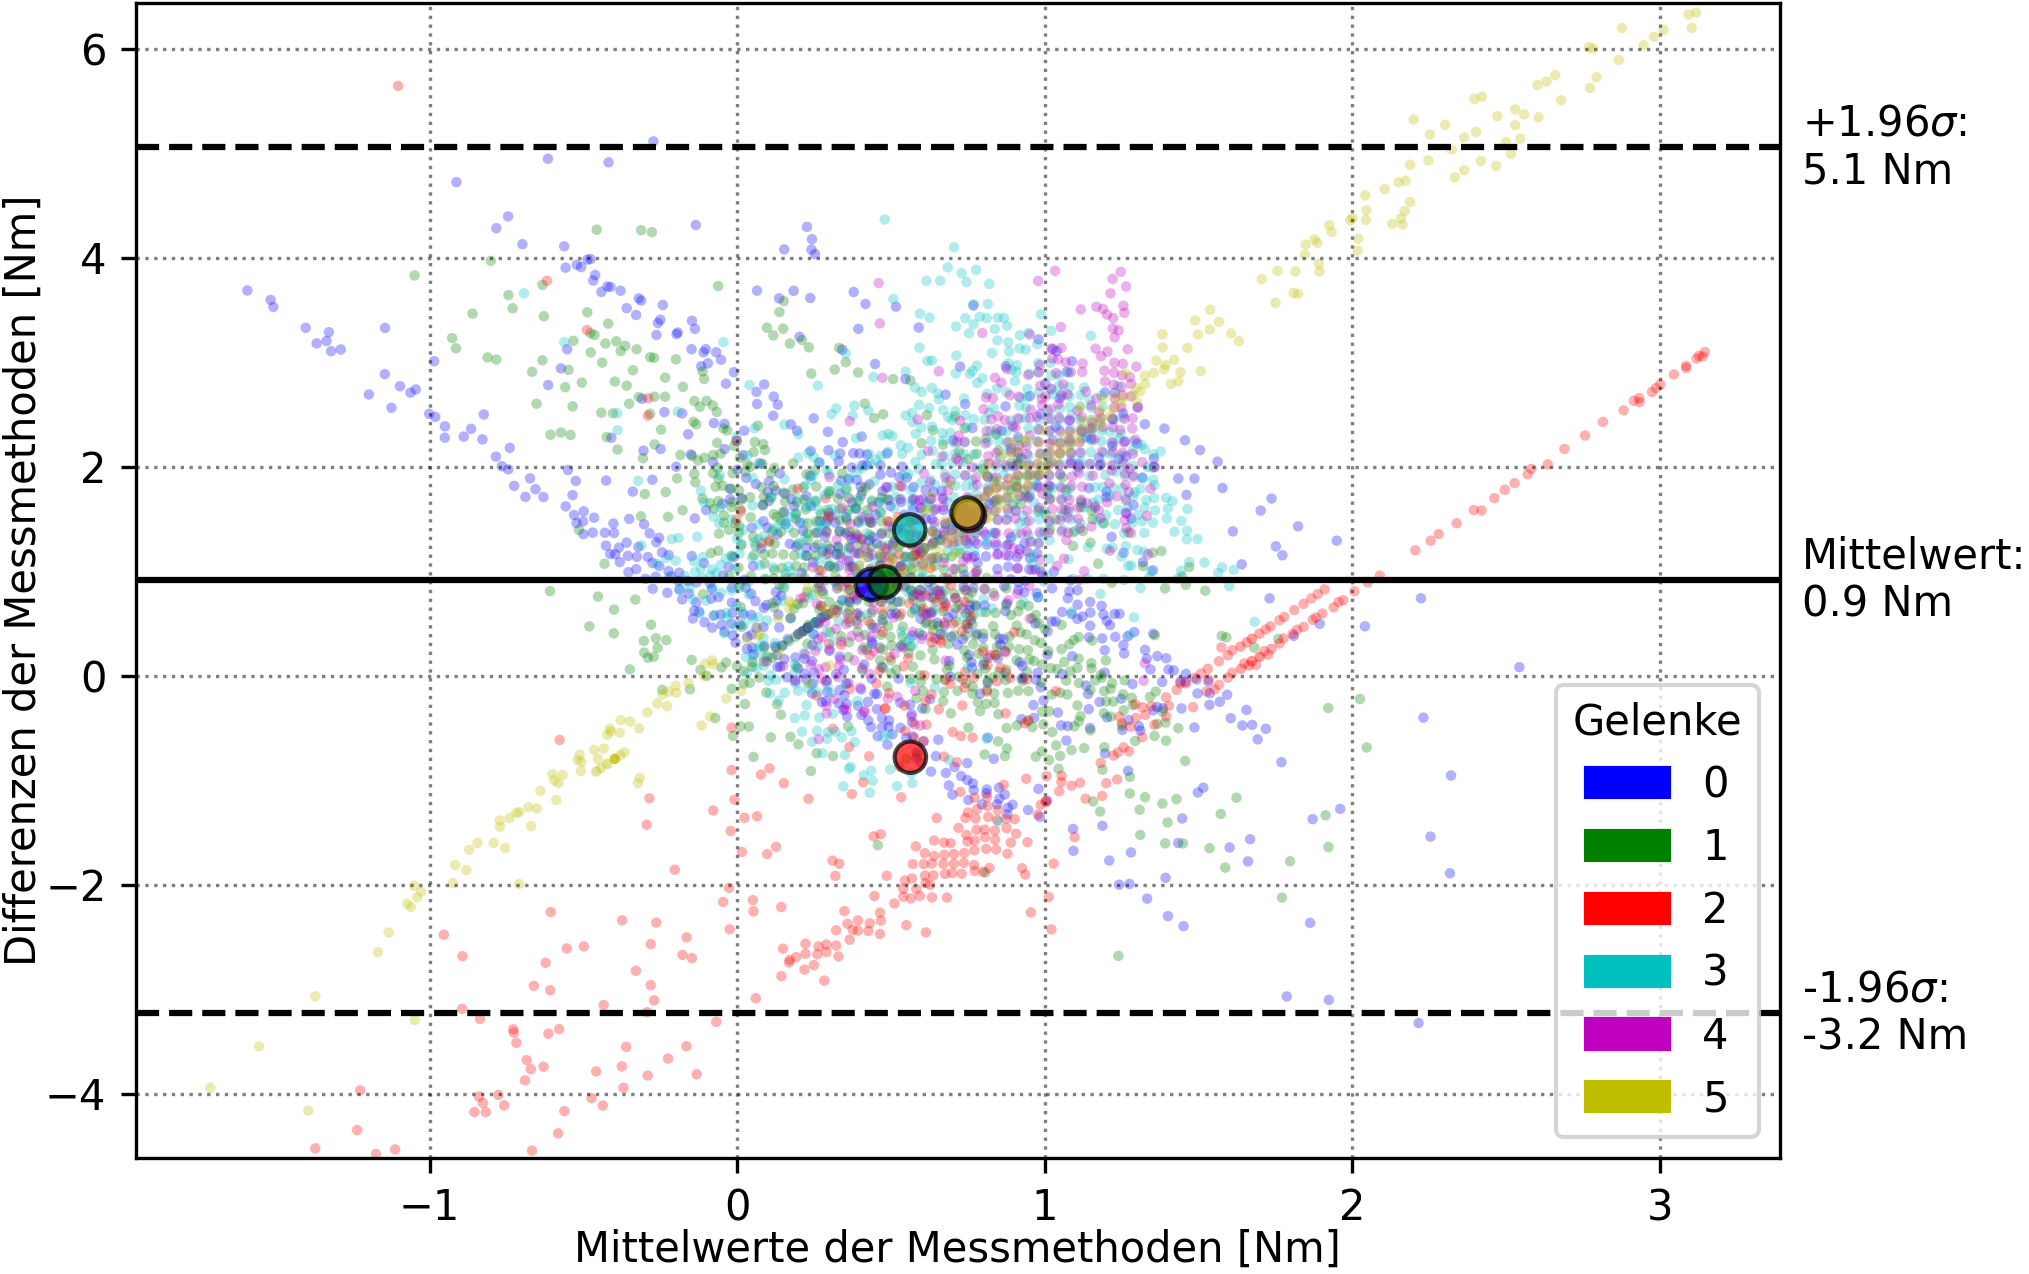 Differenzen der Messmethoden [Nm]
6
4
2
0
−2
−4
−1
0
1
2
3
Mittelwerte der Messmethoden [Nm]
+1.96σ:
5.1 Nm
Mittelwert:
0.9 Nm
-1.96σ:
-3.2 Nm
Gelenke
0
1
2
3
4
5